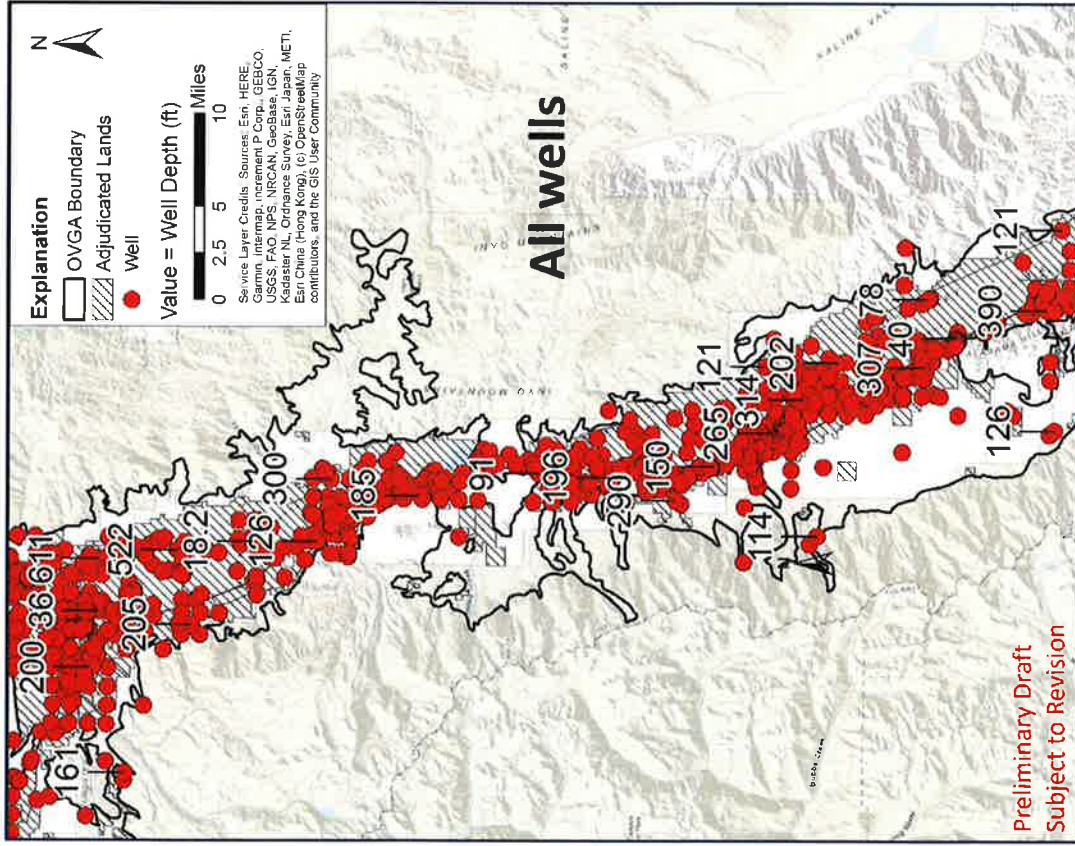 Explanation
N
OVGA Boundary
Adjudicated Lands
Well
Value = Well Depth (ft)
0 2.5 5 10
Miles
Service Layer Credits: Sources: Esri, HERE,
Garmin, Intermap, increment P Corp., GEBCO,
USGS, FAO, NPS, NRCAN, GeoBase, IGN,
Kadaster NL, Ordnance Survey, Esri Japan, METI,
Esri China (Hong Kong), (c) OpenStreetMap
contributors, and the GIS User Community
All wells
SALINE
INYO MOUNTAIN
200
36
611
161
522
205
18.2
126
300
185
91
196
290
150
265
121
314
202
114
307
78
40
390
121
126
Preliminary Draft
Subject to Revision